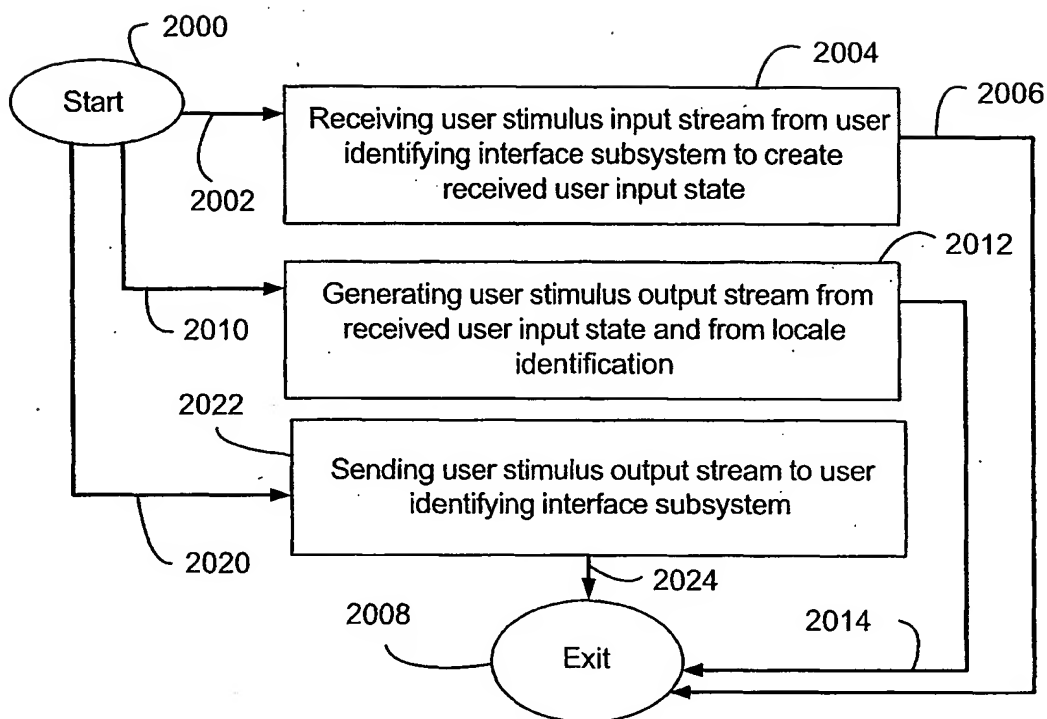 2000
Start
2004
2006
Receiving user stimulus input stream from user
identifying interface subsystem to create
received user input state
2002
2012
Generating user stimulus output stream from
received user input state and from locale
identification
2010
2022
Sending user stimulus output stream to user
identifying interface subsystem
2020
2024
2008
2014
Exit